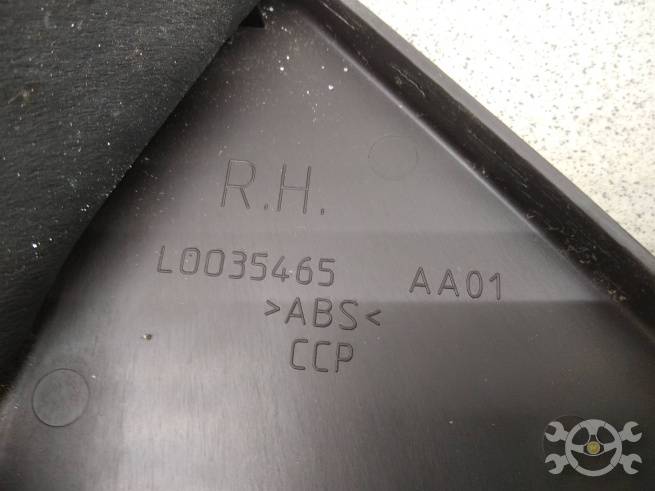 R.H.
L0035465 AA01
>ABS<
CCP